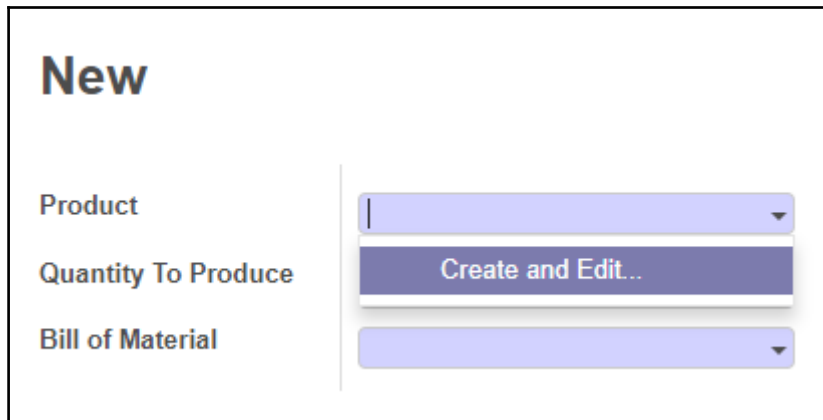 New
Product
Create and Edit...
Quantity To Produce
Bill of Material